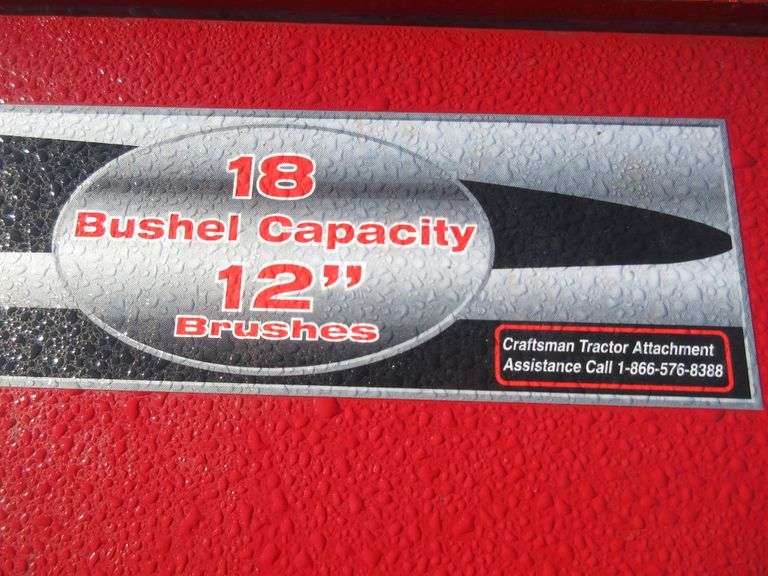 18
Bushel Capacity
12”
Brushes
Craftsman Tractor Attachment
Assistance Call 1-866-576-8388